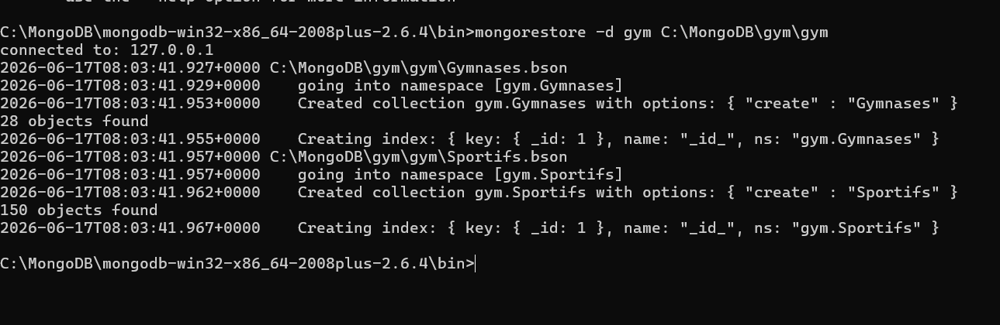 use the --help option for more information
C:\MongoDB\mongodb-win32-x86_64-2008plus-2.6.4\bin>mongorestore -d gym C:\MongoDB\gym\gym
connected to: 127.0.0.1
2026-06-17T08:03:41.927+0000 C:\MongoDB\gym\gym\Gymnases.bson
2026-06-17T08:03:41.929+0000    going into namespace [gym.Gymnases]
2026-06-17T08:03:41.953+0000    Created collection gym.Gymnases with options: { "create" : "Gymnases" }
28 objects found
2026-06-17T08:03:41.955+0000    Creating index: { key: { _id: 1 }, name: "_id_", ns: "gym.Gymnases" }
2026-06-17T08:03:41.957+0000 C:\MongoDB\gym\gym\Sportifs.bson
2026-06-17T08:03:41.957+0000    going into namespace [gym.Sportifs]
2026-06-17T08:03:41.962+0000    Created collection gym.Sportifs with options: { "create" : "Sportifs" }
150 objects found
2026-06-17T08:03:41.967+0000    Creating index: { key: { _id: 1 }, name: "_id_", ns: "gym.Sportifs" }
C:\MongoDB\mongodb-win32-x86_64-2008plus-2.6.4\bin>